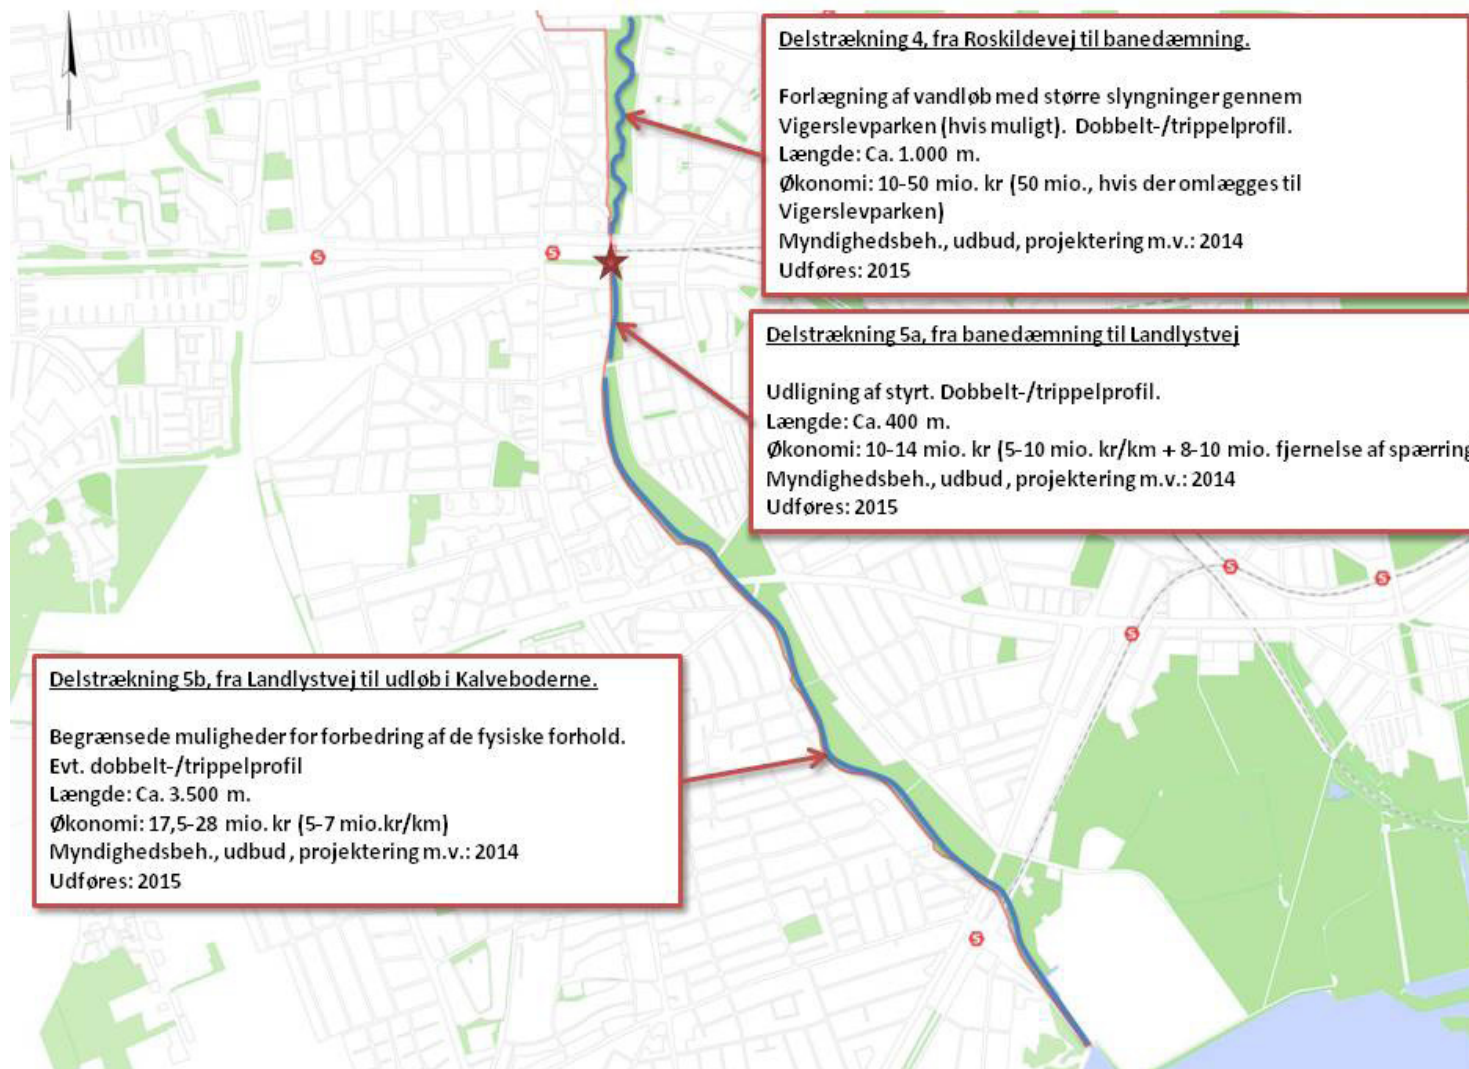 Delstrækning 4, fra Roskildevej til banedæmning.
Forlægning af vandløb med større slyngninger gennem
Vigerslevparken (hvis muligt). Dobbelt-/trippelprofil.
Længde: Ca. 1.000 m.
Økonomi: 10-50 mio. kr (50 mio., hvis der omlægges til
Vigerslevparken)
Myndighedsbeh., udbud, projektering m.v.: 2014
Udføres: 2015
Delstrækning 5a, fra banedæmning til Landlystvej
Udligning af styrt. Dobbelt-/trippelprofil.
Længde: Ca. 400 m.
Økonomi: 10-14 mio. kr (5-10 mio. kr/km + 8-10 mio. fjernelse af spærring
Myndighedsbeh., udbud, projektering m.v.: 2014
Udføres: 2015
Delstrækning 5b, fra Landlystvej til udløb i Kalveboderne.
Begrænsede muligheder for forbedring af de fysiske forhold.
Evt. dobbelt-/trippelprofil
Længde: Ca. 3.500 m.
Økonomi: 17,5-28 mio. kr (5-7 mio.kr/km)
Myndighedsbeh., udbud, projektering m.v.: 2014
Udføres: 2015
S
S
S
S
S
S